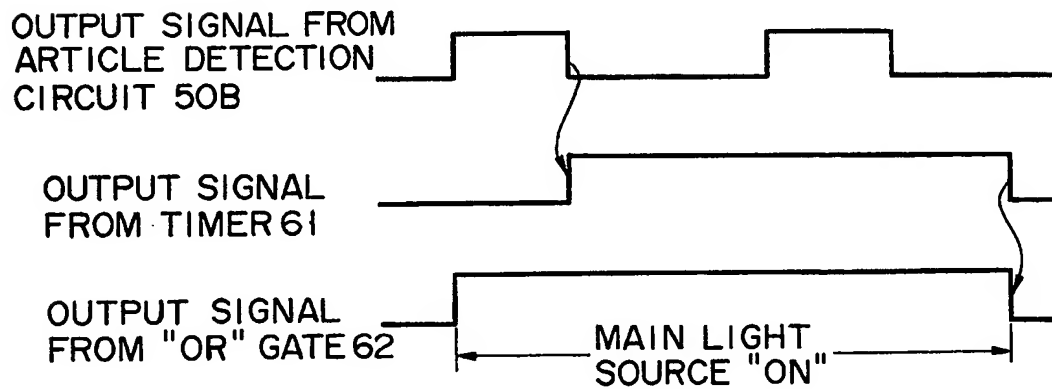 OUTPUT SIGNAL FROM
ARTICLE DETECTION
CIRCUIT 50B
OUTPUT SIGNAL
FROM TIMER 61
OUTPUT SIGNAL
FROM "OR" GATE 62
MAIN LIGHT
SOURCE "ON"